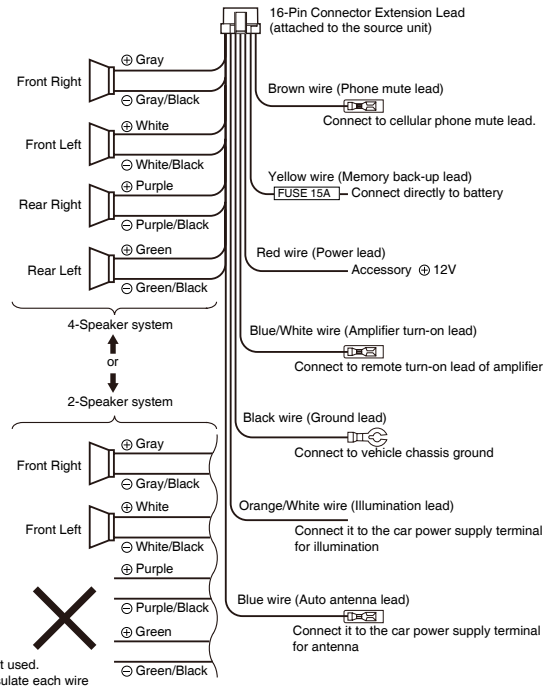 16-Pin Connector Extension Lead
(attached to the source unit)
Front Right
⊕ Gray
⊖ Gray/Black
Front Left
⊕ White
⊖ White/Black
Rear Right
⊕ Purple
⊖ Purple/Black
Rear Left
⊕ Green
⊖ Green/Black
4-Speaker system
or
2-Speaker system
Front Right
⊕ Gray
⊖ Gray/Black
Front Left
⊕ White
⊖ White/Black
⊕ Purple
⊖ Purple/Black
⊕ Green
⊖ Green/Black
t used.
sulate each wire
Brown wire (Phone mute lead)
Connect to cellular phone mute lead.
Yellow wire (Memory back-up lead)
FUSE 15A
Connect directly to battery
Red wire (Power lead)
Accessory ⊕ 12V
Blue/White wire (Amplifier turn-on lead)
Connect to remote turn-on lead of amplifier
Black wire (Ground lead)
Connect to vehicle chassis ground
Orange/White wire (Illumination lead)
Connect it to the car power supply terminal
for illumination
Blue wire (Auto antenna lead)
Connect it to the car power supply terminal
for antenna